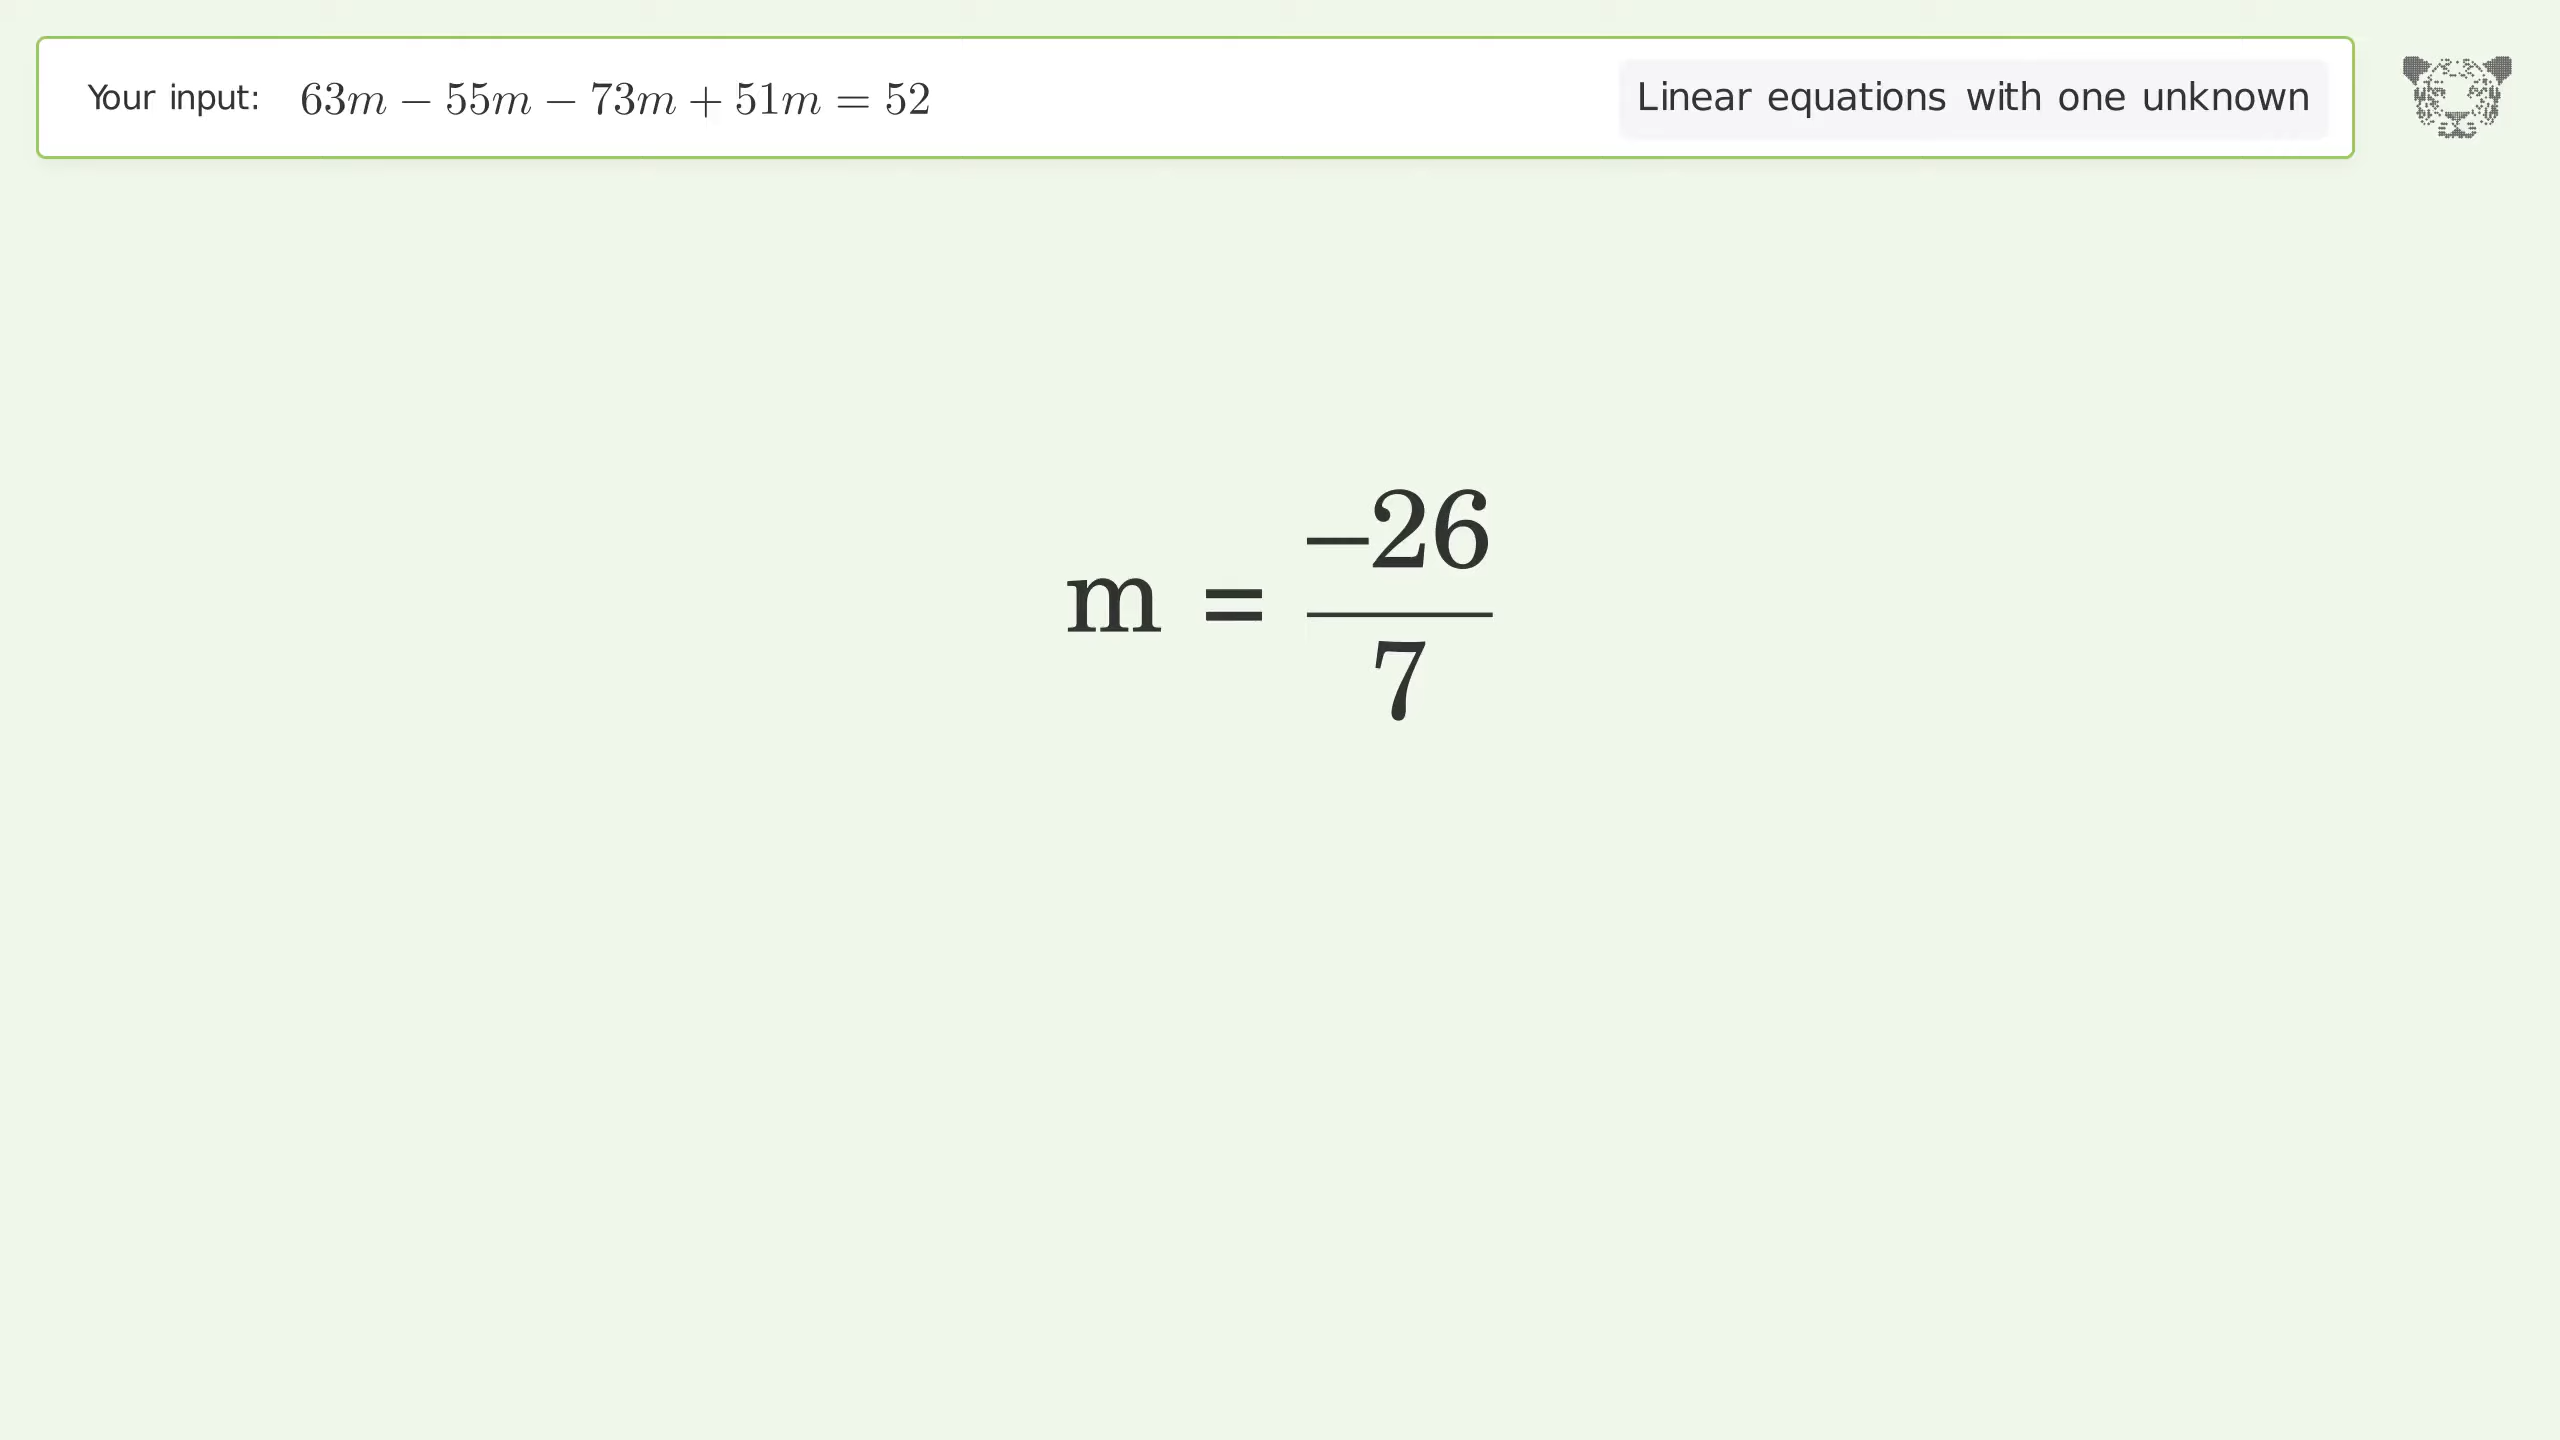 Your input: 63m − 55m − 73m + 51m = 52
Linear equations with one unknown
m = −26/7